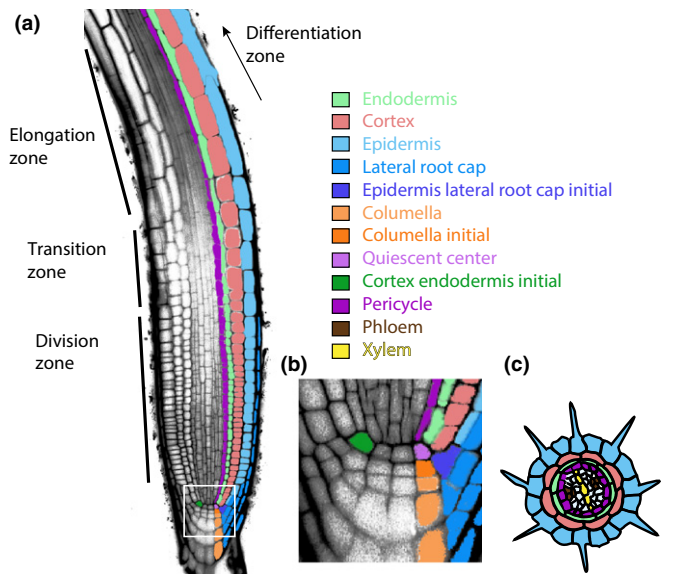 (a)
Differentiation
zone
Elongation
zone
Transition
zone
Division
zone
Endodermis
Cortex
Epidermis
Lateral root cap
Epidermis lateral root cap initial
Columella
Columella initial
Quiescent center
Cortex endodermis initial
Pericycle
Phloem
Xylem
(b)
(c)